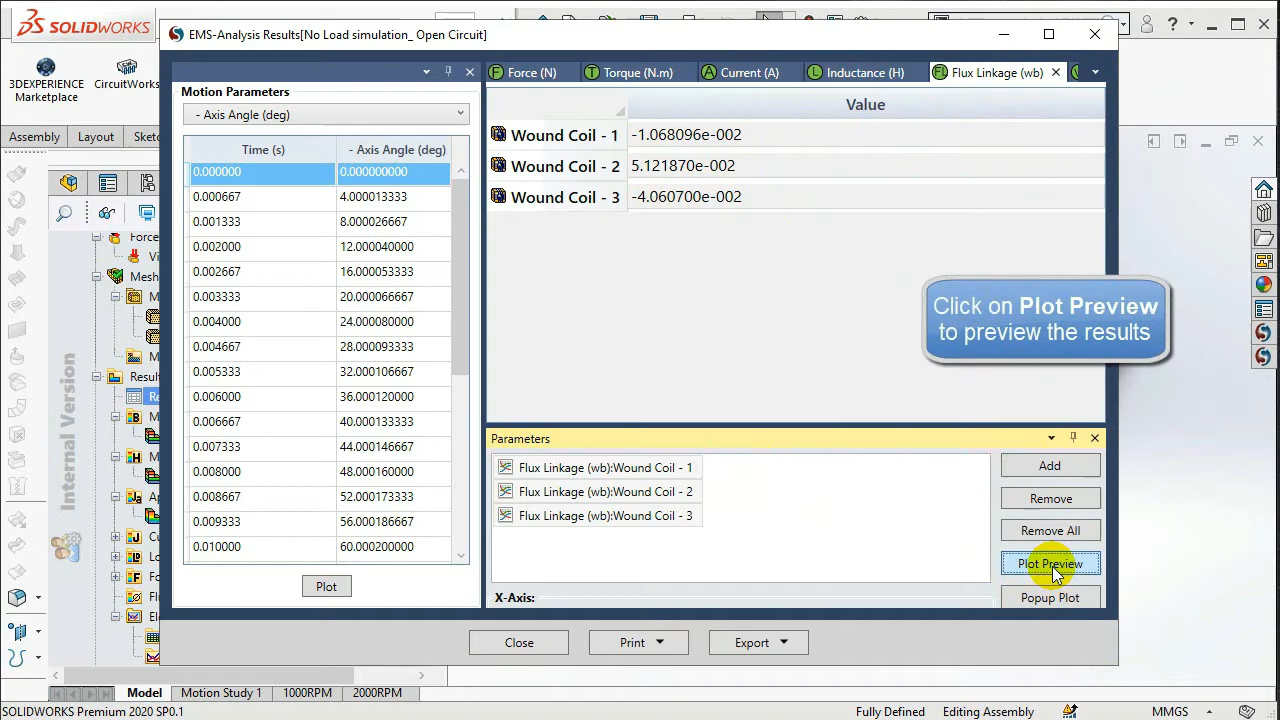 SOLIDWORKS
EMS-Analysis Results[No Load simulation_ Open Circuit]
3DEXPERIENCE
Marketplace
CircuitWorks
Assembly
Layout
Motion Parameters
- Axis Angle (deg)
Time (s)
- Axis Angle (deg)
0.000000
0.000000000
0.000667
4.000013333
0.001333
8.000026667
0.002000
12.000040000
0.002667
16.000053333
0.003333
20.000066667
0.004000
24.000080000
0.004667
28.000093333
0.005333
32.000106667
0.006000
36.000120000
0.006667
40.000133333
0.007333
44.000146667
0.008000
48.000160000
0.008667
52.000173333
0.009333
56.000186667
0.010000
60.000200000
Plot
Force (N)
Torque (N.m)
Current (A)
Inductance (H)
Flux Linkage (wb)
Value
Wound Coil - 1
-1.068096e-002
Wound Coil - 2
5.121870e-002
Wound Coil - 3
-4.060700e-002
Click on Plot Preview
to preview the results
Parameters
Flux Linkage (wb):Wound Coil - 1
Flux Linkage (wb):Wound Coil - 2
Flux Linkage (wb):Wound Coil - 3
Add
Remove
Remove All
Plot Preview
Popup Plot
X-Axis:
Close
Print
Export
Internal Version
Force
Mesh
Model
Motion Study 1
1000RPM
2000RPM
SOLIDWORKS Premium 2020 SP0.1
Fully Defined
Editing Assembly
MMGS